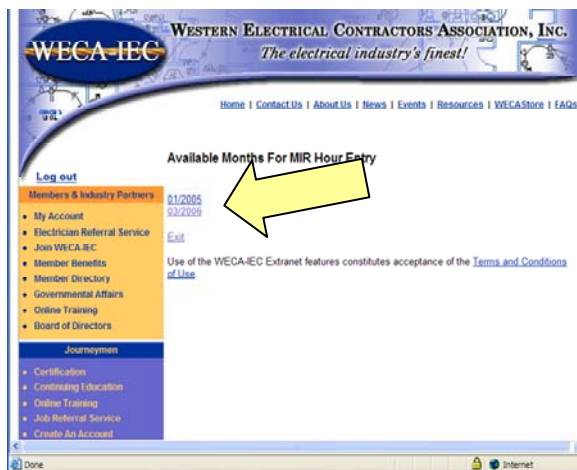 WECA-IEC
WESTERN ELECTRICAL CONTRACTORS ASSOCIATION, INC.
The electrical industry's finest!
Home | Contact Us | About Us | News | Events | Resources | WECAStore | FAQs
Available Months For MIR Hour Entry
Log out
Members & Industry Partners
• My Account
• Electrician Referral Service
• Join WECA-IEC
• Member Benefits
• Member Directory
• Governmental Affairs
• Online Training
• Board of Directors
Journeymen
• Certification
• Continuing Education
• Online Training
• Job Referral Service
• Create An Account
01/2005
03/2006
Exit
Use of the WECA-IEC Extranet features constitutes acceptance of the Terms and Conditions
of Use.
Done
Internet